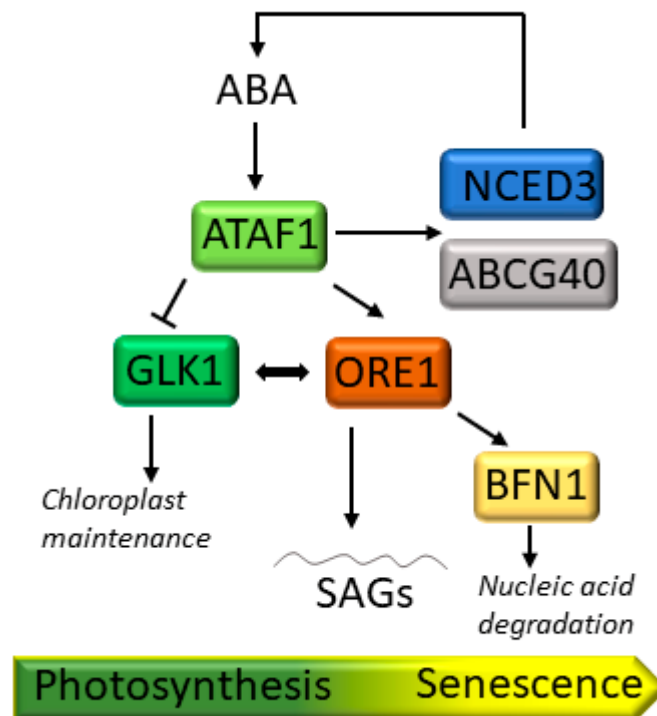 ABA
NCED3
ATAF1
ABCG40
GLK1
ORE1
BFN1
Chloroplast
maintenance
SAGs
Nucleic acid
degradation
Photosynthesis
Senescence